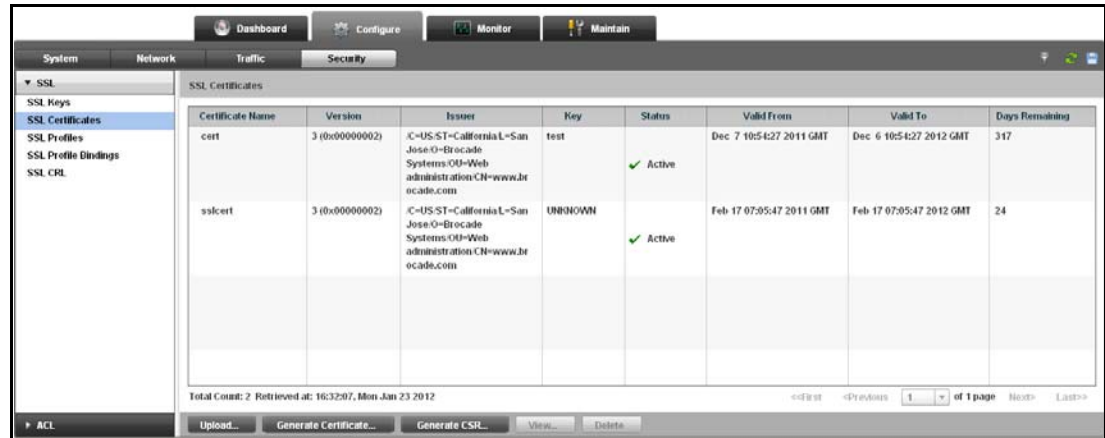 Dashboard Configure Monitor Maintain
System Network Traffic Security
SSL
SSL Keys
SSL Certificates
SSL Profiles
SSL Profile Bindings
SSL CRL
ACL
SSL Certificates
Certificate Name Version Issuer Key Status Valid From Valid To Days Remaining
cert 3 (0x00000002) /C=US/ST=California/L=San test Dec 7 10:54:27 2011 GMT Dec 6 10:54:27 2012 GMT 317
Jose/O=Brocade
Systems/OU=Web Active
administration/CN=www.br
ocade.com
sslcert 3 (0x00000002) /C=US/ST=California/L=San UNKNOWN Feb 17 07:05:47 2011 GMT Feb 17 07:05:47 2012 GMT 24
Jose/O=Brocade
Systems/OU=Web Active
administration/CN=www.br
ocade.com
Total Count: 2 Retrieved at: 16:32:07, Mon Jan 23 2012 <<First <Previous 1 of 1 page Next> Last>>
Upload... Generate Certificate... Generate CSR... View... Delete